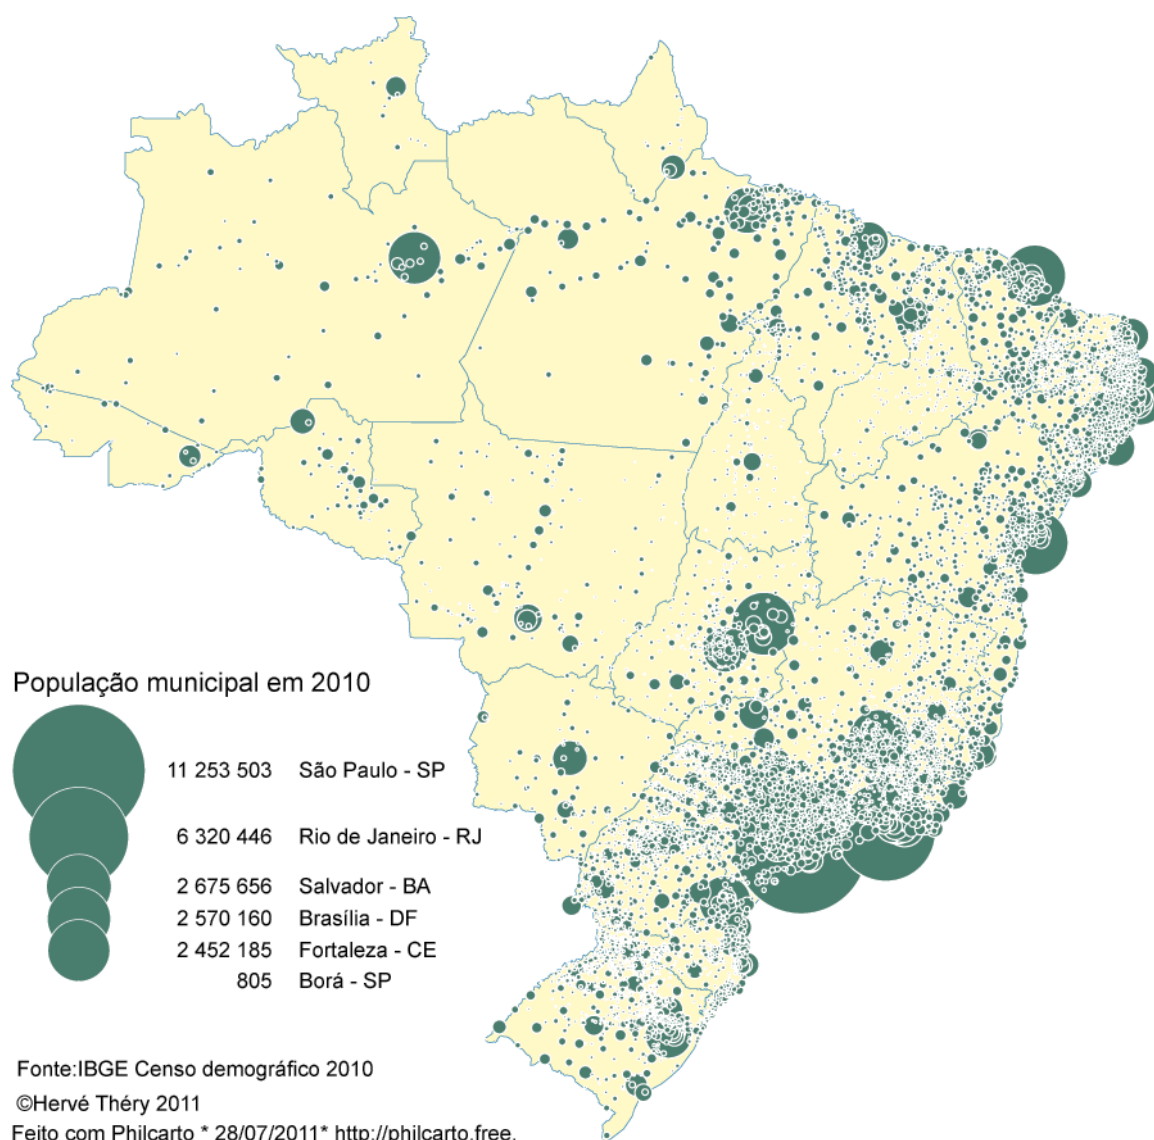 População municipal em 2010
11 253 503 São Paulo - SP
6 320 446 Rio de Janeiro - RJ
2 675 656 Salvador - BA
2 570 160 Brasília - DF
2 452 185 Fortaleza - CE
805 Borá - SP
Fonte:IBGE Censo demográfico 2010
©Hervé Théry 2011
Feito com Philcarto * 28/07/2011* http://philcarto.free.